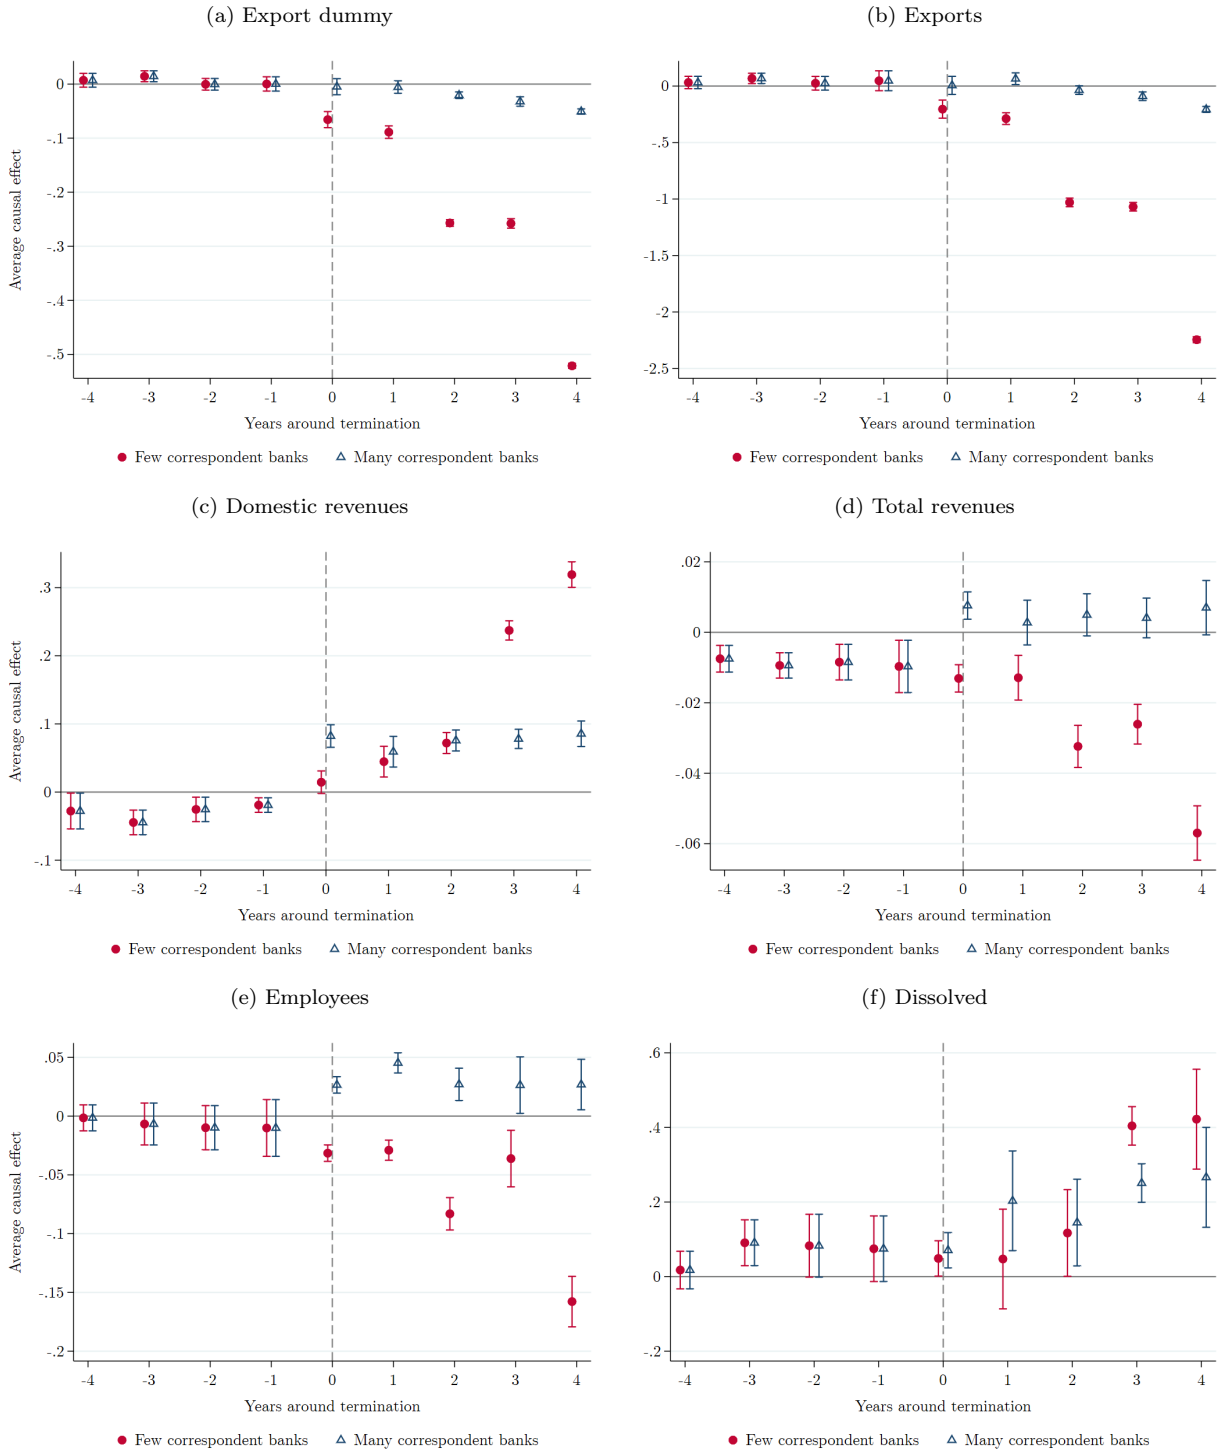 (a) Export dummy
(b) Exports
Average causal effect
0
-.1
-.2
-.3
-.4
-.5
-4 -3 -2 -1 0 1 2 3 4
Years around termination
Few correspondent banks Many correspondent banks
0
-.5
-1
-1.5
-2
-2.5
-4 -3 -2 -1 0 1 2 3 4
Years around termination
Few correspondent banks Many correspondent banks
(c) Domestic revenues
(d) Total revenues
Average causal effect
.3
.2
.1
0
-.1
-4 -3 -2 -1 0 1 2 3 4
Years around termination
Few correspondent banks Many correspondent banks
.02
0
-.02
-.04
-.06
-4 -3 -2 -1 0 1 2 3 4
Years around termination
Few correspondent banks Many correspondent banks
(e) Employees
(f) Dissolved
Average causal effect
.05
0
-.05
-.1
-.15
-.2
-4 -3 -2 -1 0 1 2 3 4
Years around termination
Few correspondent banks Many correspondent banks
.6
.4
.2
0
-.2
-4 -3 -2 -1 0 1 2 3 4
Years around termination
Few correspondent banks Many correspondent banks